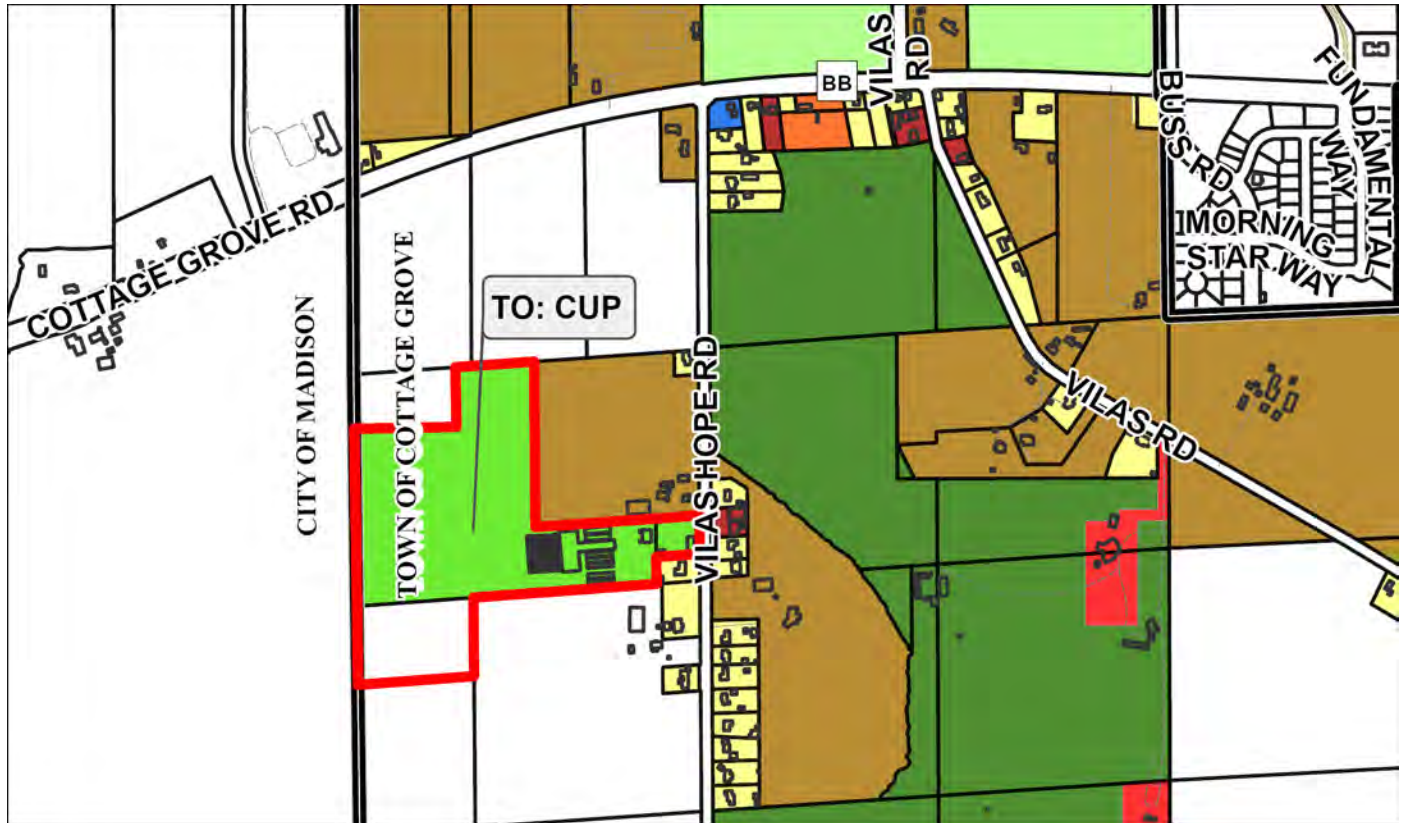 VILAS
RD
BB
BUSS RD
FUNDAMENTAL
WAY
MORNING
STAR WAY
COTTAGE GROVE RD
CITY OF MADISON
TOWN OF COTTAGE GROVE
TO: CUP
VILAS HOPE RD
VILAS RD